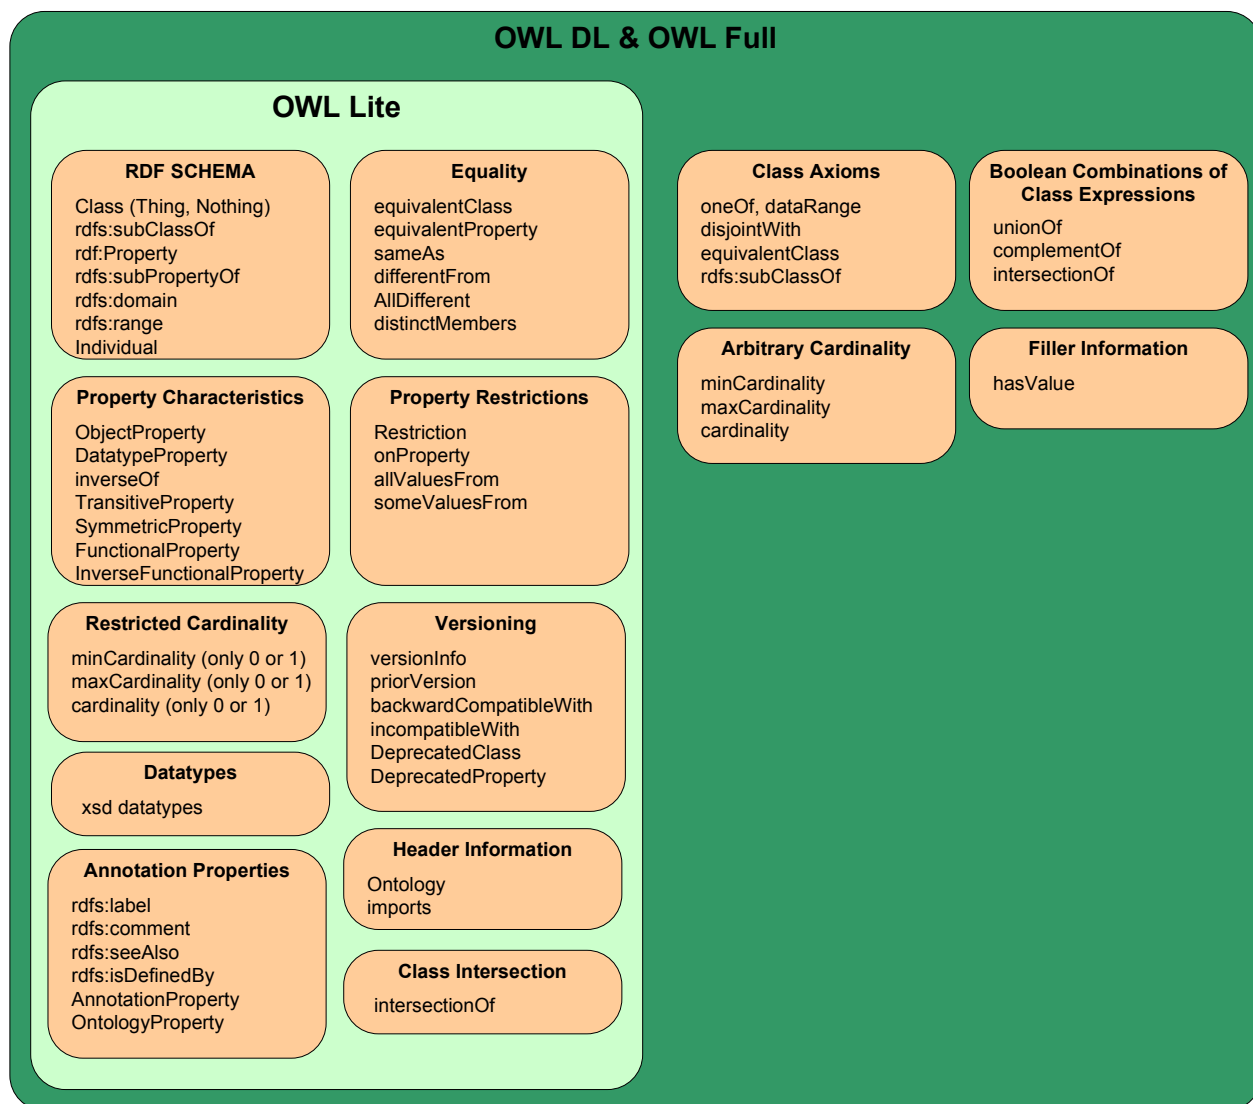 OWL DL & OWL Full
OWL Lite
RDF SCHEMA
Class (Thing, Nothing)
rdfs:subClassOf
rdf:Property
rdfs:subPropertyOf
rdfs:domain
rdfs:range
Individual
Equality
equivalentClass
equivalentProperty
sameAs
differentFrom
AllDifferent
distinctMembers
Property Characteristics
ObjectProperty
DatatypeProperty
inverseOf
TransitiveProperty
SymmetricProperty
FunctionalProperty
InverseFunctionalProperty
Property Restrictions
Restriction
onProperty
allValuesFrom
someValuesFrom
Restricted Cardinality
minCardinality (only 0 or 1)
maxCardinality (only 0 or 1)
cardinality (only 0 or 1)
Versioning
versionInfo
priorVersion
backwardCompatibleWith
incompatibleWith
DeprecatedClass
DeprecatedProperty
Datatypes
xsd datatypes
Header Information
Ontology
imports
Annotation Properties
rdfs:label
rdfs:comment
rdfs:seeAlso
rdfs:isDefinedBy
AnnotationProperty
OntologyProperty
Class Intersection
intersectionOf
Class Axioms
oneOf, dataRange
disjointWith
equivalentClass
rdfs:subClassOf
Boolean Combinations of
Class Expressions
unionOf
complementOf
intersectionOf
Arbitrary Cardinality
minCardinality
maxCardinality
cardinality
Filler Information
hasValue